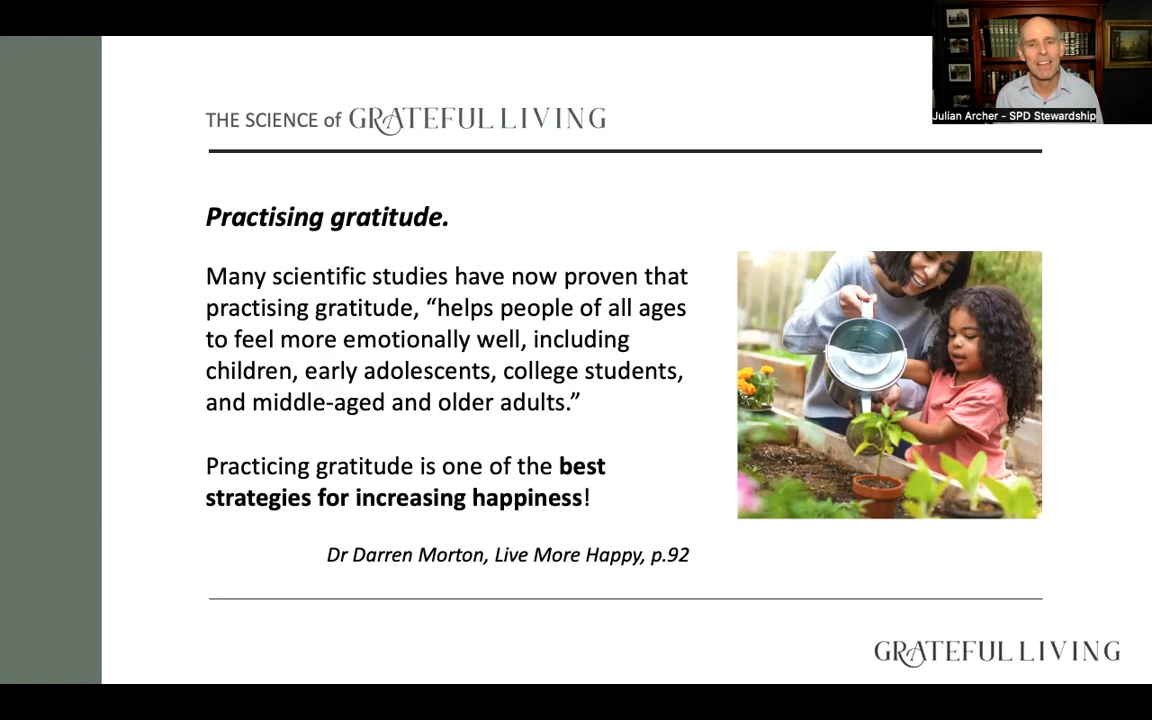 Julian Archer - SPD Stewardship
THE SCIENCE of GRATEFUL LIVING
Practising gratitude.
Many scientific studies have now proven that
practising gratitude, “helps people of all ages
to feel more emotionally well, including
children, early adolescents, college students,
and middle-aged and older adults.”
Practicing gratitude is one of the best
strategies for increasing happiness!
Dr Darren Morton, Live More Happy, p.92
GRATEFUL LIVING